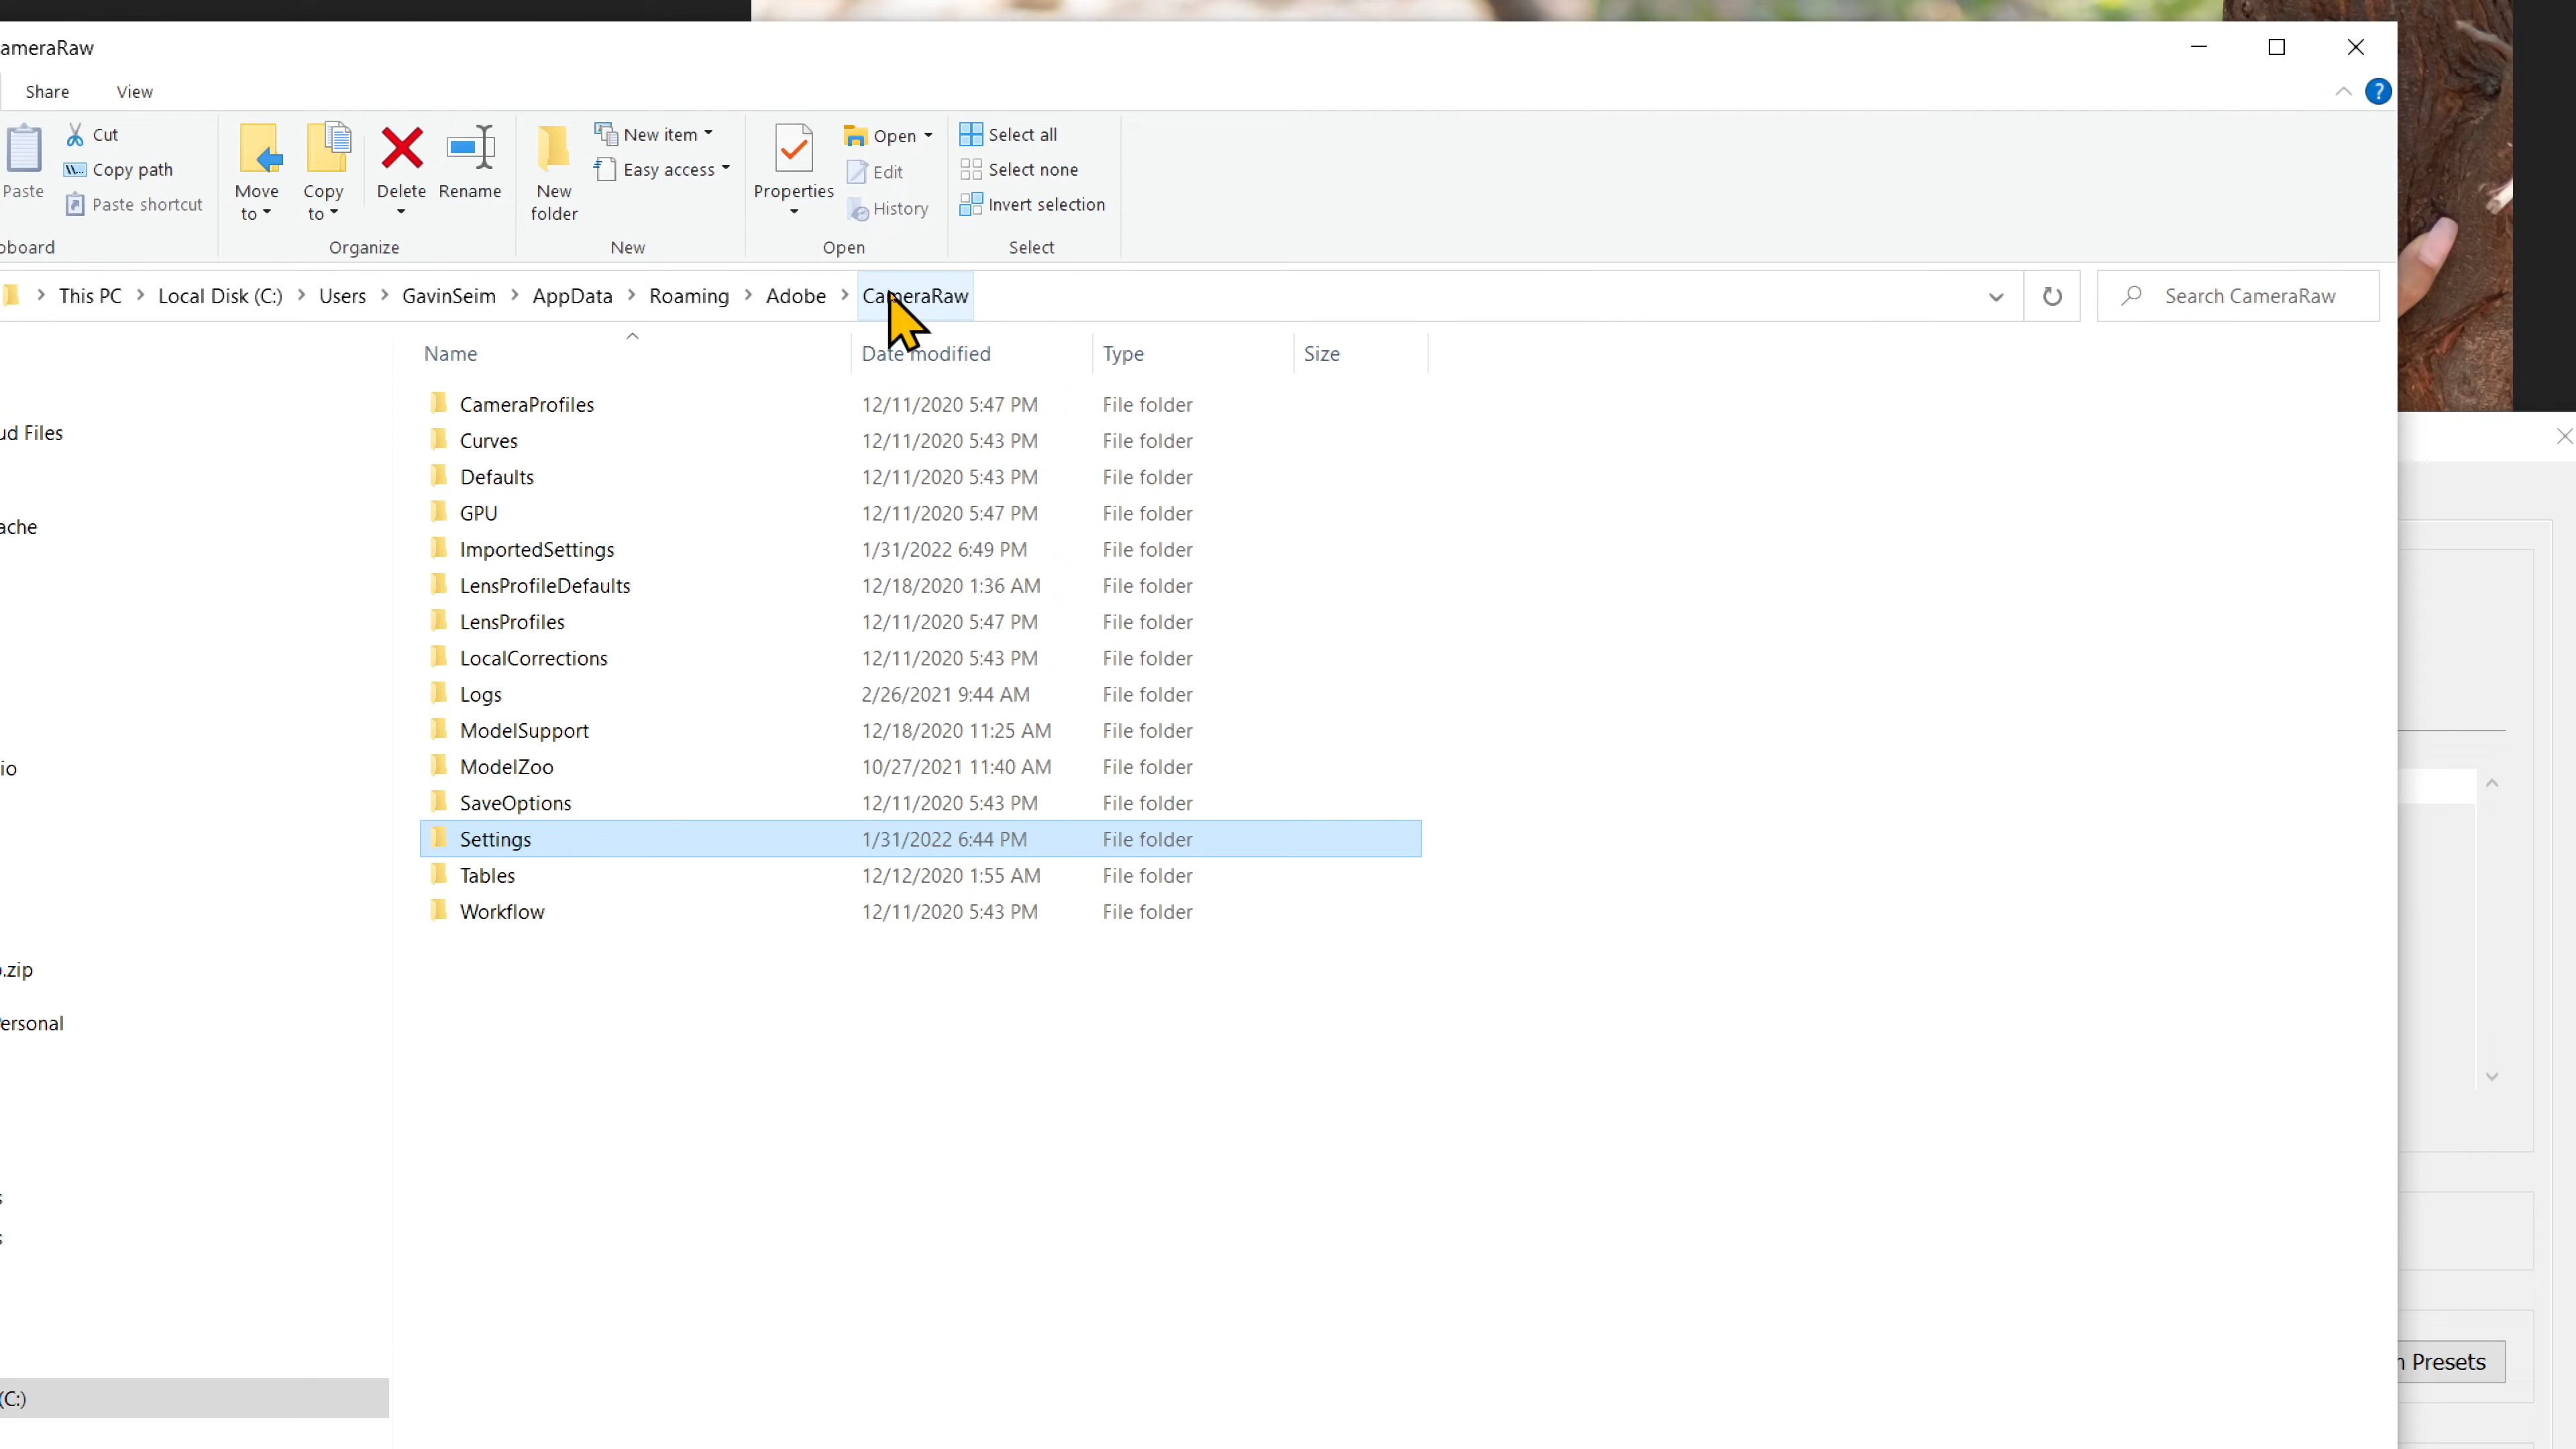 ameraRaw
Share View
Paste Cut Copy path Paste shortcut
Move to Copy to Delete Rename
New folder New item Easy access
Properties Open Edit History
Select all Select none Invert selection
oboard Organize New Open Select
This PC Local Disk (C:) Users GavinSeim AppData Roaming Adobe CameraRaw Search CameraRaw
Name Date modified Type Size
CameraProfiles 12/11/2020 5:47 PM File folder
ud Files
Curves 12/11/2020 5:43 PM File folder
Defaults 12/11/2020 5:43 PM File folder
GPU 12/11/2020 5:47 PM File folder
ache
ImportedSettings 1/31/2022 6:49 PM File folder
LensProfileDefaults 12/18/2020 1:36 AM File folder
LensProfiles 12/11/2020 5:47 PM File folder
LocalCorrections 12/11/2020 5:43 PM File folder
Logs 2/26/2021 9:44 AM File folder
ModelSupport 12/18/2020 11:25 AM File folder
io
ModelZoo 10/27/2021 11:40 AM File folder
SaveOptions 12/11/2020 5:43 PM File folder
Settings 1/31/2022 6:44 PM File folder
Tables 12/12/2020 1:55 AM File folder
Workflow 12/11/2020 5:43 PM File folder
.zip
ersonal
s
s
n Presets
(C:)